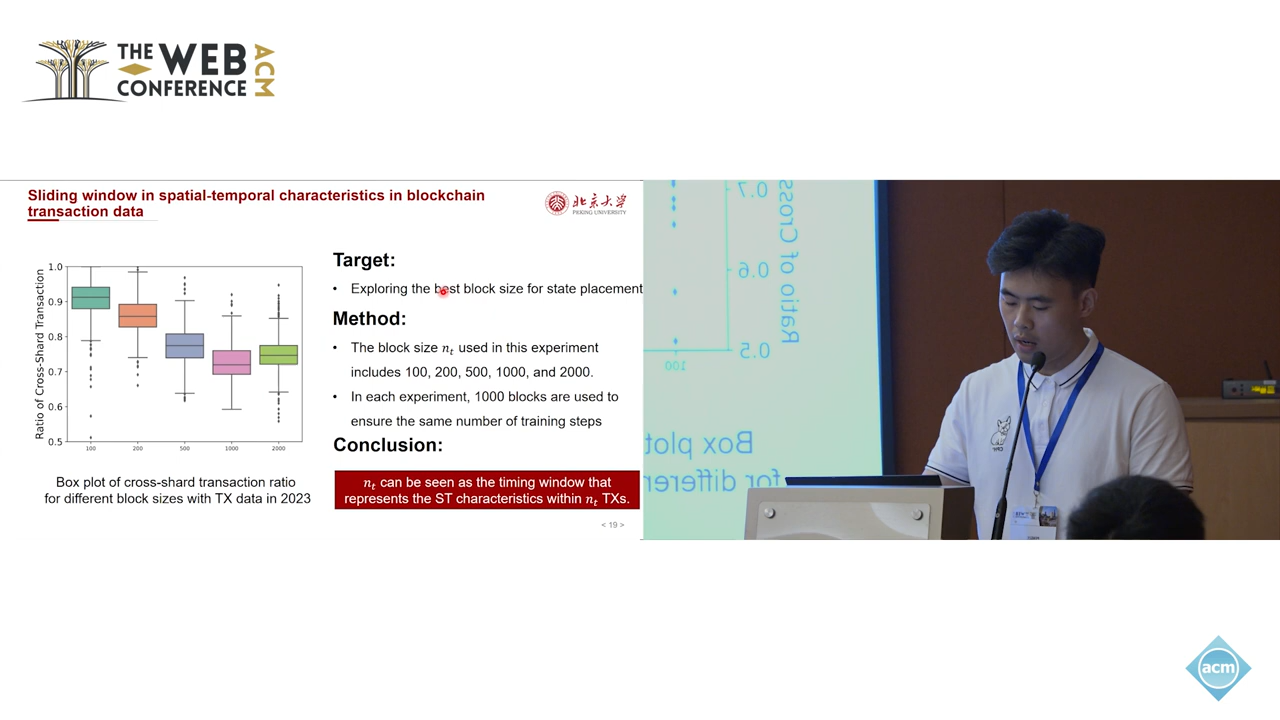 THE WEB
CONFERENCE
ACM
Sliding window in spatial-temporal characteristics in blockchain
transaction data
北京大学
PEKING UNIVERSITY
Ratio of Cross-Shard Transaction
1.0
0.9
0.8
0.7
0.6
0.5
100
200
500
1000
2000
Box plot of cross-shard transaction ratio
for different block sizes with TX data in 2023
Target:
• Exploring the best block size for state placement
Method:
• The block size nₜ used in this experiment
includes 100, 200, 500, 1000, and 2000.
• In each experiment, 1000 blocks are used to
ensure the same number of training steps
Conclusion:
nₜ can be seen as the timing window that
represents the ST characteristics within nₜ TXs.
< 19 >
0.7
0.6
0.5
Ratio of Cross
100
Box plot
for differen
acm